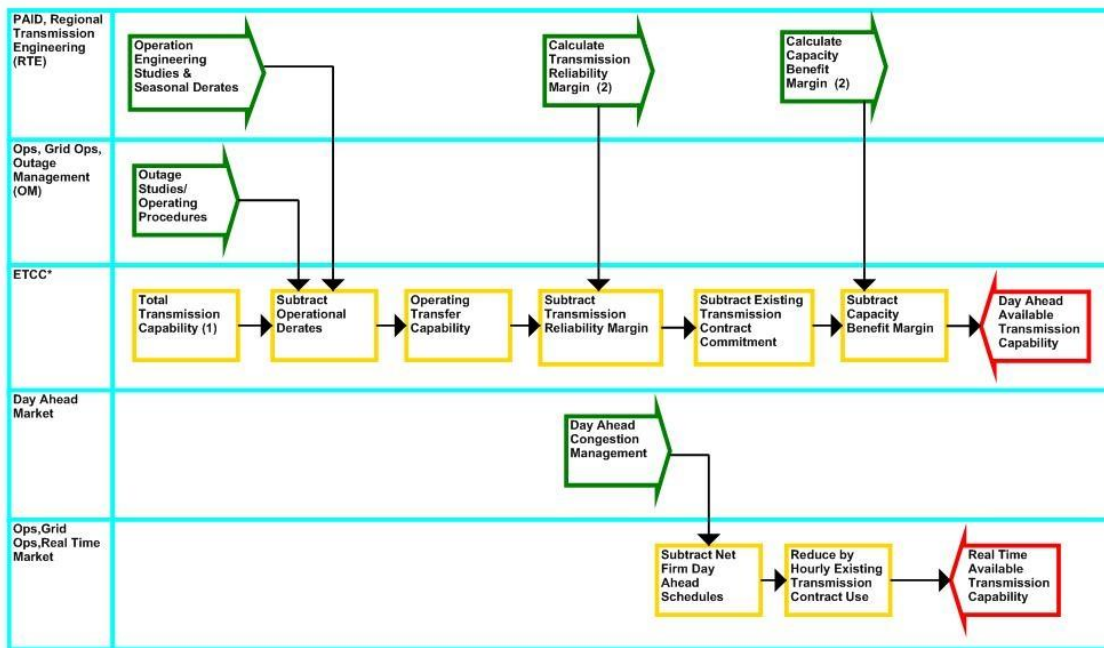 PAID, Regional
Transmission
Engineering
(RTE)
Operation
Engineering
Studies &
Seasonal Derates
Calculate
Transmission
Reliability
Margin (2)
Calculate
Capacity
Benefit
Margin (2)
Ops, Grid Ops,
Outage
Management
(OM)
Outage
Studies/
Operating
Procedures
ETCC*
Total
Transmission
Capability (1)
Subtract
Operational
Derates
Operating
Transfer
Capability
Subtract
Transmission
Reliability Margin
Subtract Existing
Transmission
Contract
Commitment
Subtract
Capacity
Benefit Margin
Day Ahead
Available
Transmission
Capability
Day Ahead
Market
Day Ahead
Congestion
Management
Ops,Grid
Ops,Real Time
Market
Subtract Net
Firm Day
Ahead
Schedules
Reduce by
Hourly Existing
Transmission
Contract Use
Real Time
Available
Transmission
Capability